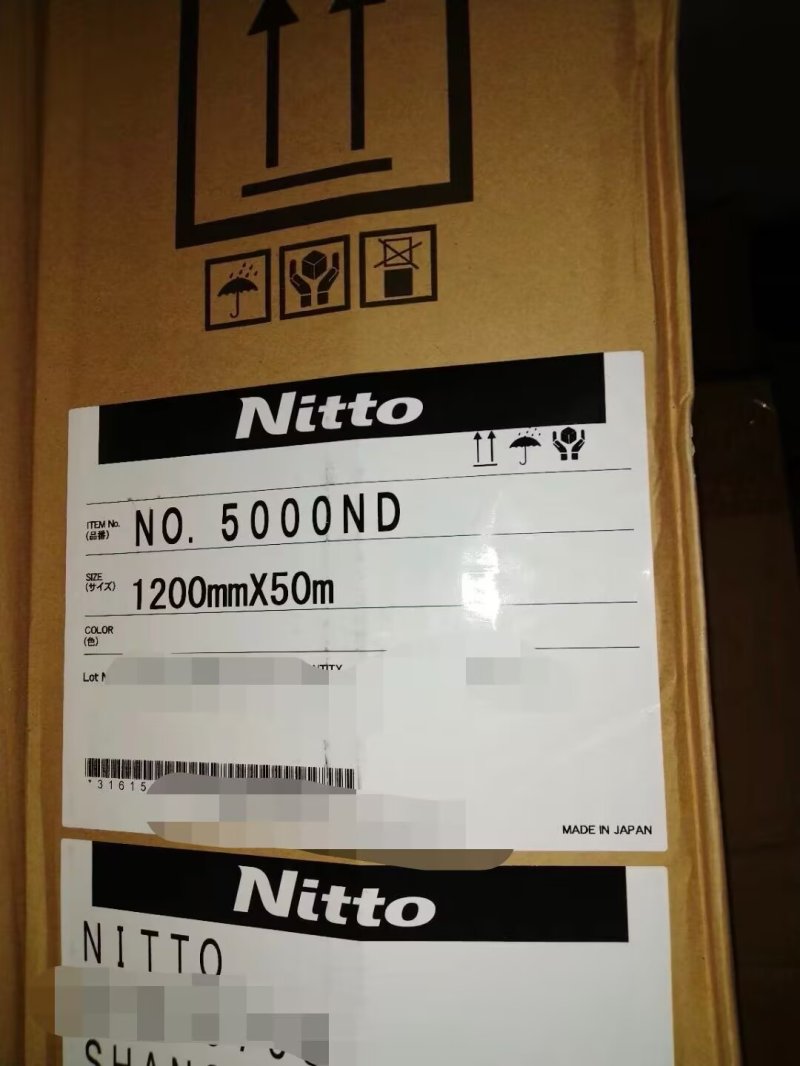 Nitto
ITEM No.
(品番)
NO. 5000ND
SIZE
(サイズ)
1200mmX50m
COLOR
(色)
Lot
*31615
MADE IN JAPAN
Nitto
NITTO